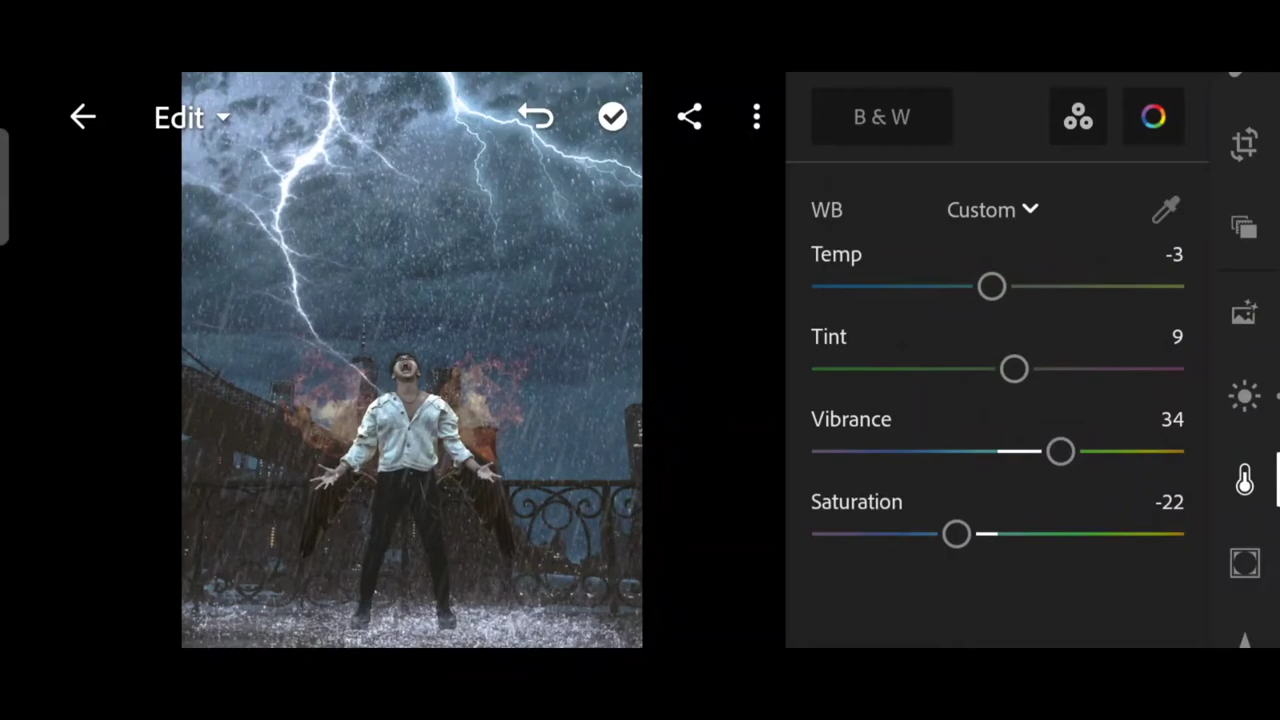 Edit
B & W
WB Custom
Temp -3
Tint 9
Vibrance 34
Saturation -22